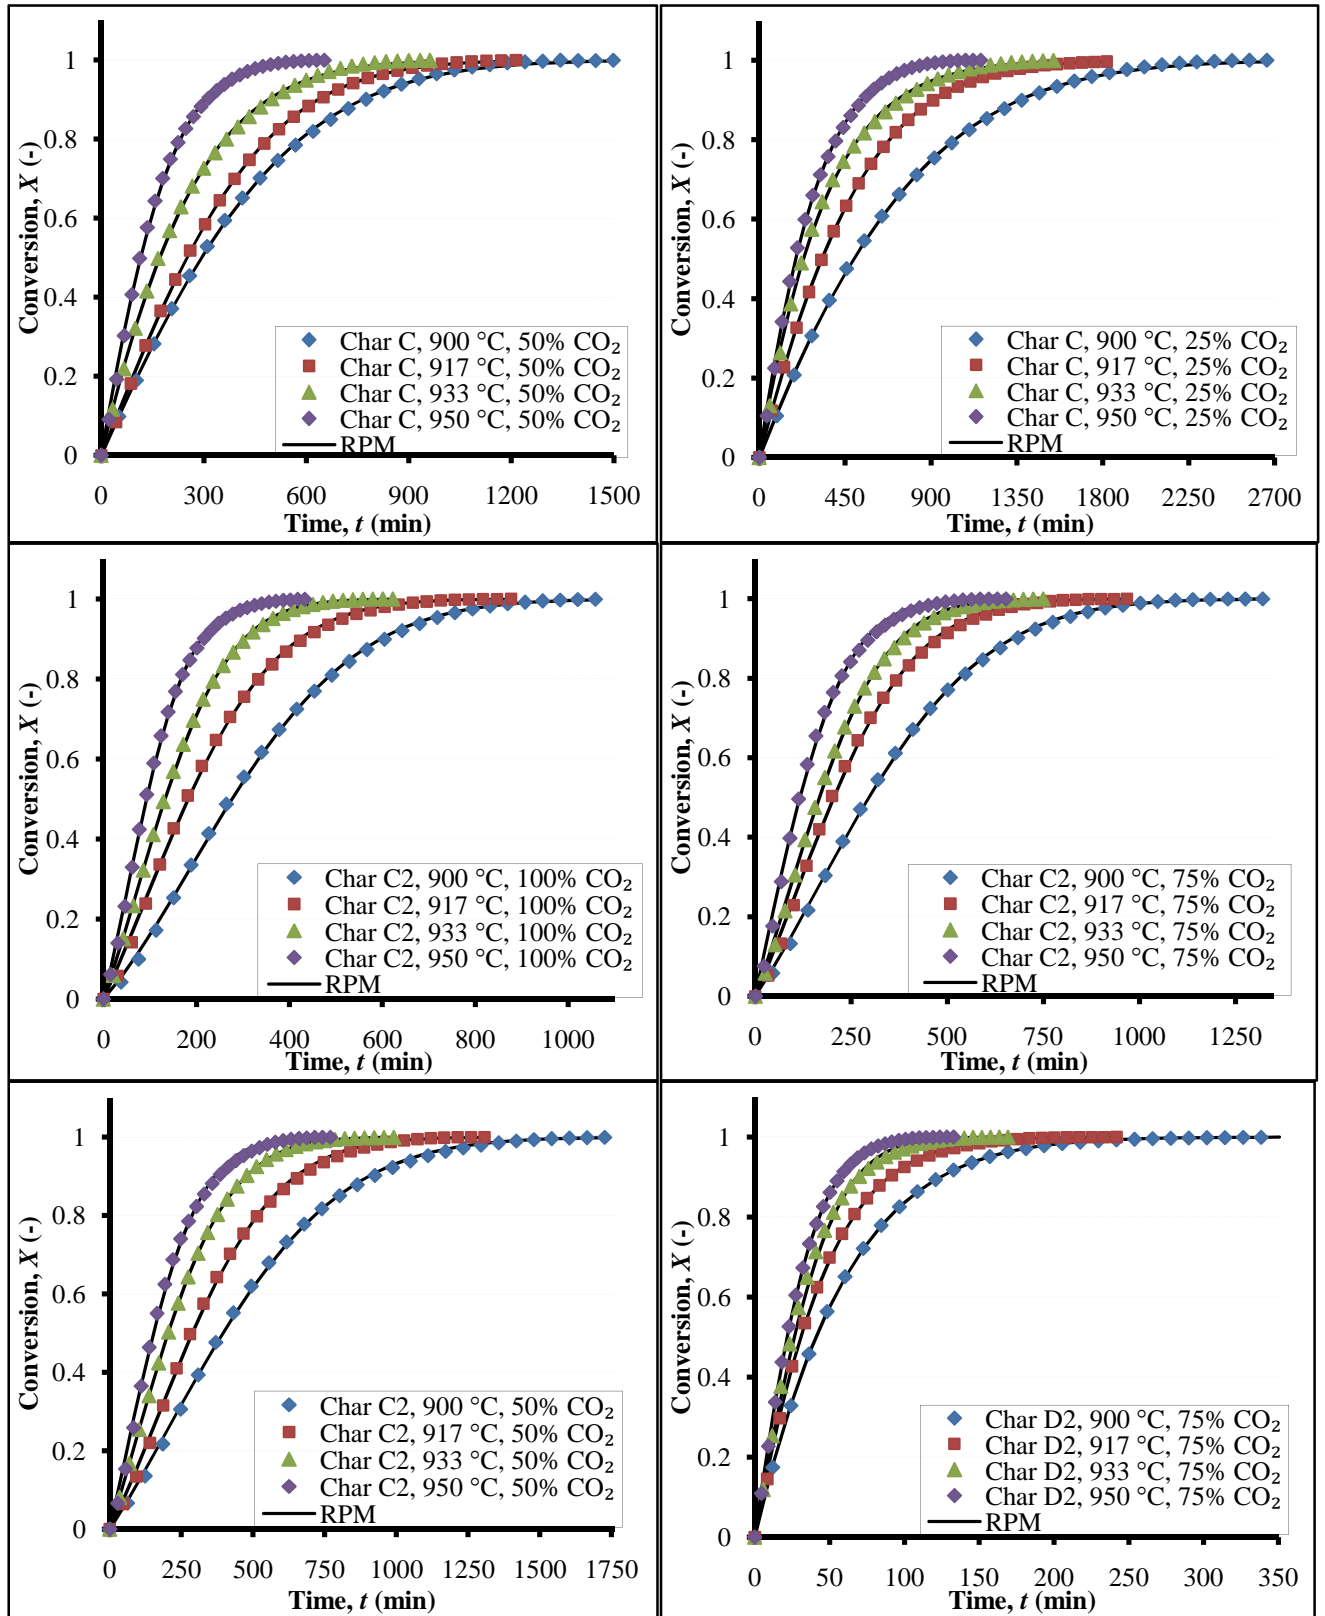 Conversion, X (-)
1
0.8
0.6
0.4
0.2
0
Char C, 900 °C, 50% CO₂
Char C, 917 °C, 50% CO₂
Char C, 933 °C, 50% CO₂
Char C, 950 °C, 50% CO₂
RPM
0 300 600 900 1200 1500
Time, t (min)
Conversion, X (-)
1
0.8
0.6
0.4
0.2
0
Char C, 900 °C, 25% CO₂
Char C, 917 °C, 25% CO₂
Char C, 933 °C, 25% CO₂
Char C, 950 °C, 25% CO₂
RPM
0 450 900 1350 1800 2250 2700
Time, t (min)
Conversion, X (-)
1
0.8
0.6
0.4
0.2
0
Char C2, 900 °C, 100% CO₂
Char C2, 917 °C, 100% CO₂
Char C2, 933 °C, 100% CO₂
Char C2, 950 °C, 100% CO₂
RPM
0 200 400 600 800 1000
Time, t (min)
Conversion, X (-)
1
0.8
0.6
0.4
0.2
0
Char C2, 900 °C, 75% CO₂
Char C2, 917 °C, 75% CO₂
Char C2, 933 °C, 75% CO₂
Char C2, 950 °C, 75% CO₂
RPM
0 250 500 750 1000 1250
Time, t (min)
Conversion, X (-)
1
0.8
0.6
0.4
0.2
0
Char C2, 900 °C, 50% CO₂
Char C2, 917 °C, 50% CO₂
Char C2, 933 °C, 50% CO₂
Char C2, 950 °C, 50% CO₂
RPM
0 250 500 750 1000 1250 1500 1750
Time, t (min)
Conversion, X (-)
1
0.8
0.6
0.4
0.2
0
Char D2, 900 °C, 75% CO₂
Char D2, 917 °C, 75% CO₂
Char D2, 933 °C, 75% CO₂
Char D2, 950 °C, 75% CO₂
RPM
0 50 100 150 200 250 300 350
Time, t (min)